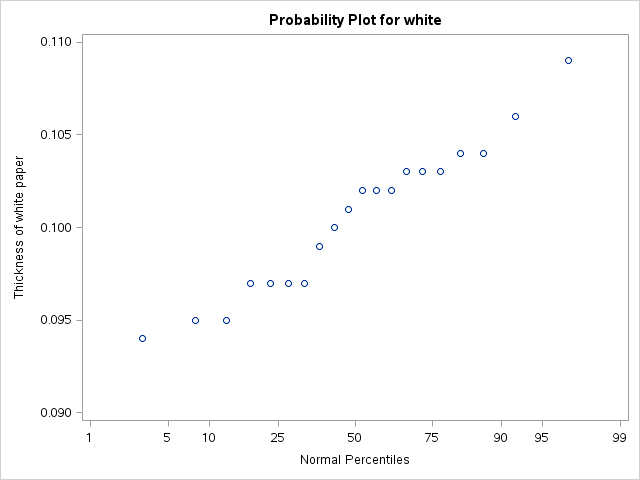 Probability Plot for white
0.110
0.105
0.100
0.095
0.090
Thickness of white paper
1 5 10 25 50 75 90 95 99
Normal Percentiles